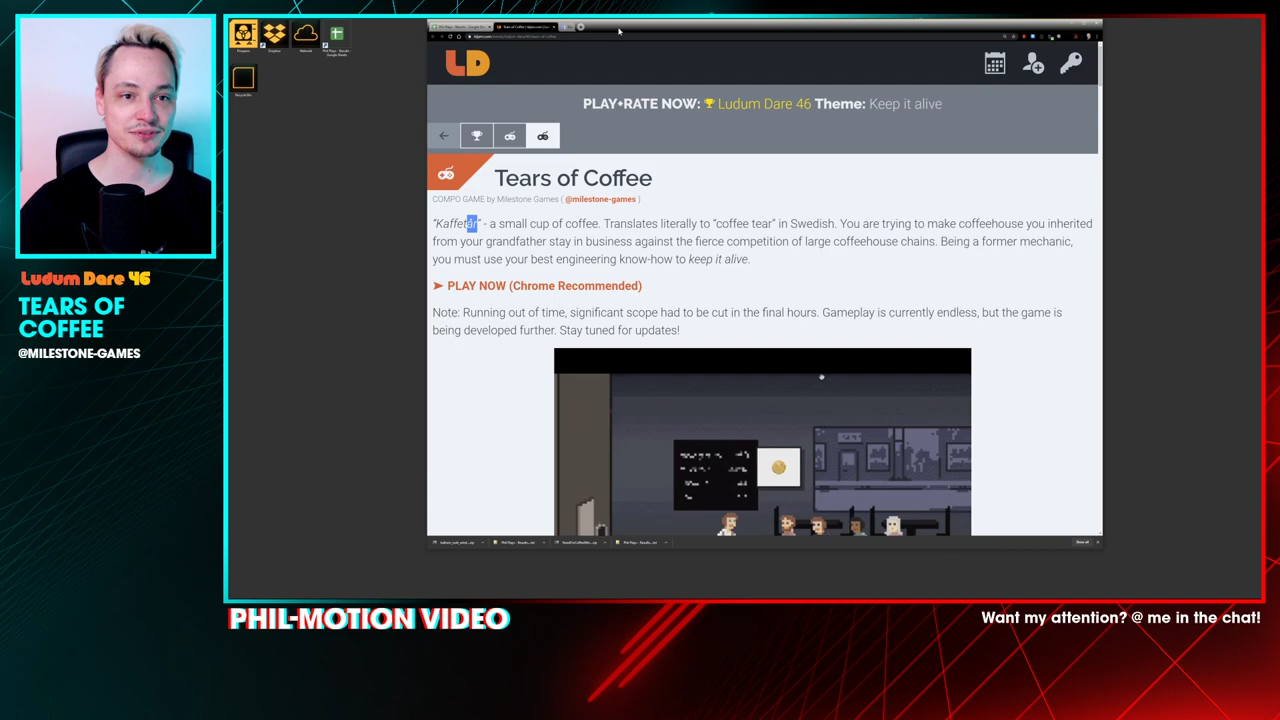 LD
PLAY+RATE NOW: Ludum Dare 46 Theme: Keep it alive
Tears of Coffee
COMPO GAME by Milestone Games ( @milestone-games )
"Kaffetår" - a small cup of coffee. Translates literally to "coffee tear" in Swedish. You are trying to make coffeehouse you inherited
from your grandfather stay in business against the fierce competition of large coffeehouse chains. Being a former mechanic,
you must use your best engineering know-how to keep it alive.
➤ PLAY NOW (Chrome Recommended)
Note: Running out of time, significant scope had to be cut in the final hours. Gameplay is currently endless, but the game is
being developed further. Stay tuned for updates!
Show all
Ludum Dare 46
TEARS OF
COFFEE
@MILESTONE-GAMES
PHIL-MOTION VIDEO
Want my attention? @ me in the chat!